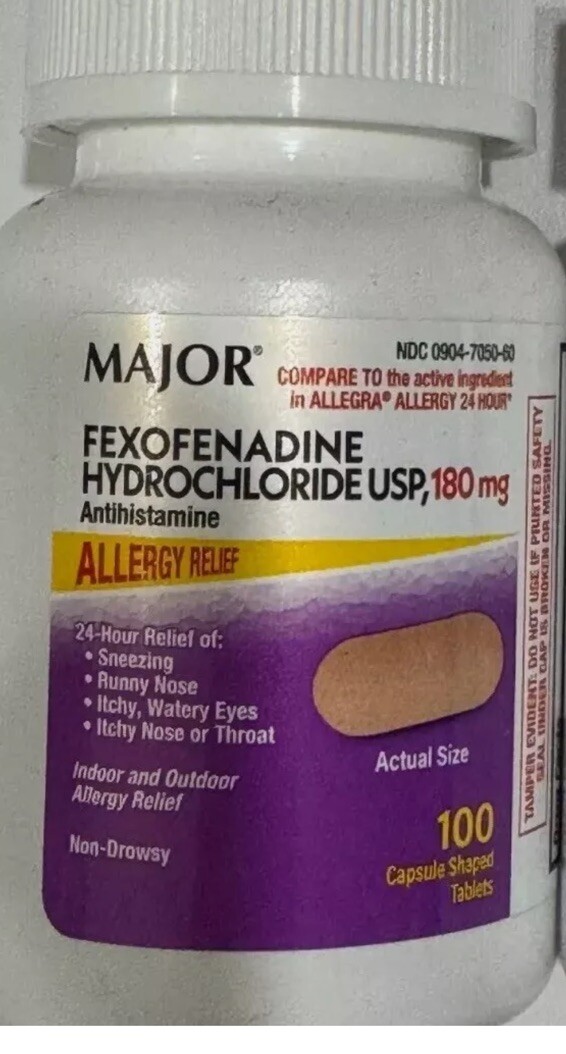 MAJOR®
NDC 0904-7050-60
COMPARE TO the active ingredient
in ALLEGRA® ALLERGY 24 HOUR*
FEXOFENADINE
HYDROCHLORIDE USP, 180 mg
Antihistamine
ALLERGY RELIEF
24-Hour Relief of:
• Sneezing
• Runny Nose
• Itchy, Watery Eyes
• Itchy Nose or Throat
Indoor and Outdoor
Allergy Relief
Non-Drowsy
Actual Size
100
Capsule Shaped
Tablets
TAMPER EVIDENT: DO NOT USE IF PRINTED SAFETY
SEAL UNDER CAP IS BROKEN OR MISSING.